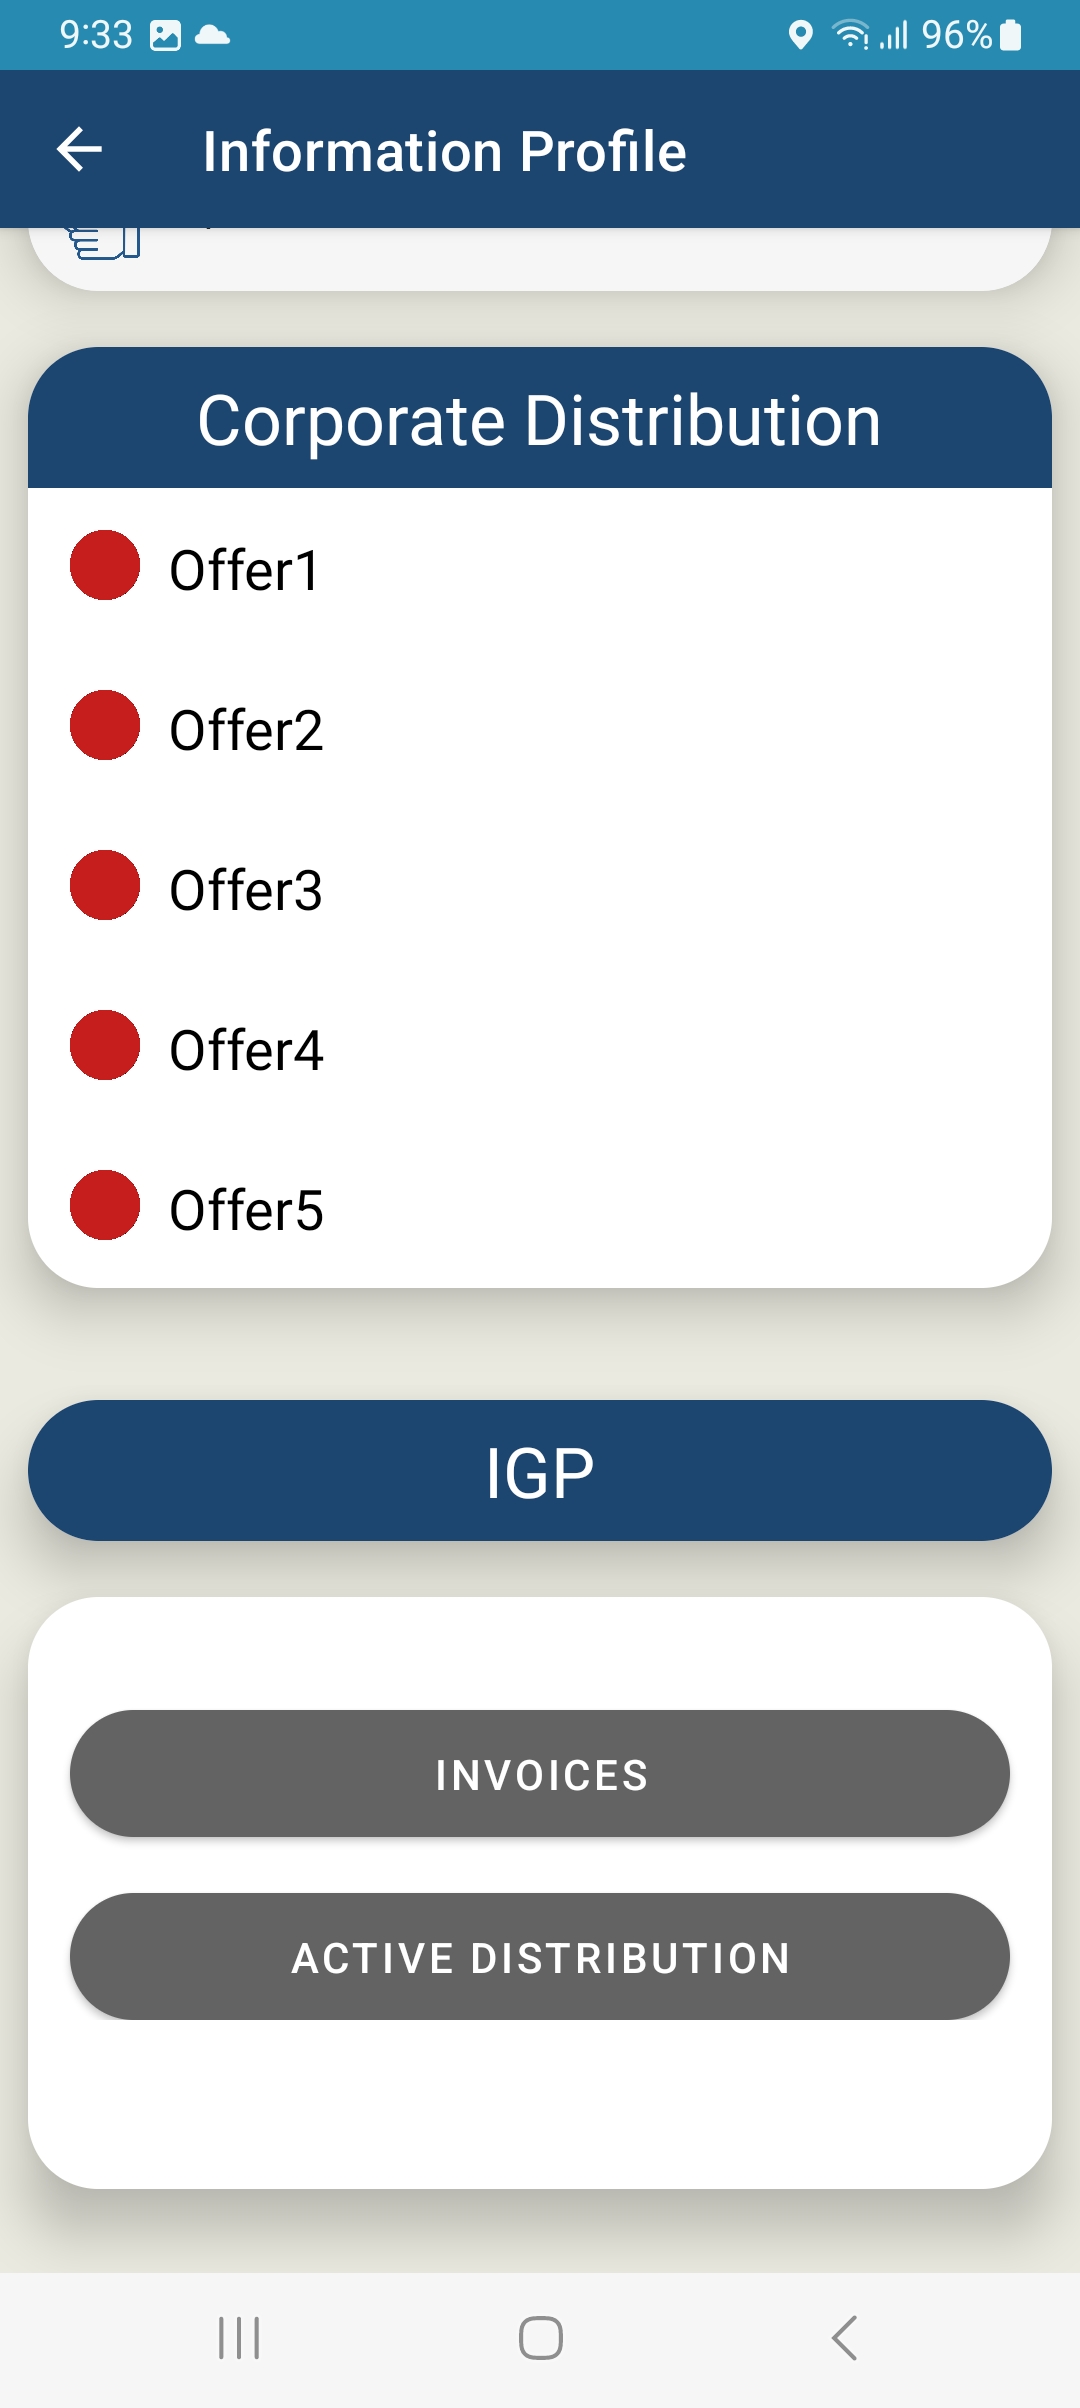 9:33 96%
Information Profile
Corporate Distribution
Offer1
Offer2
Offer3
Offer4
Offer5
IGP
INVOICES
ACTIVE DISTRIBUTION